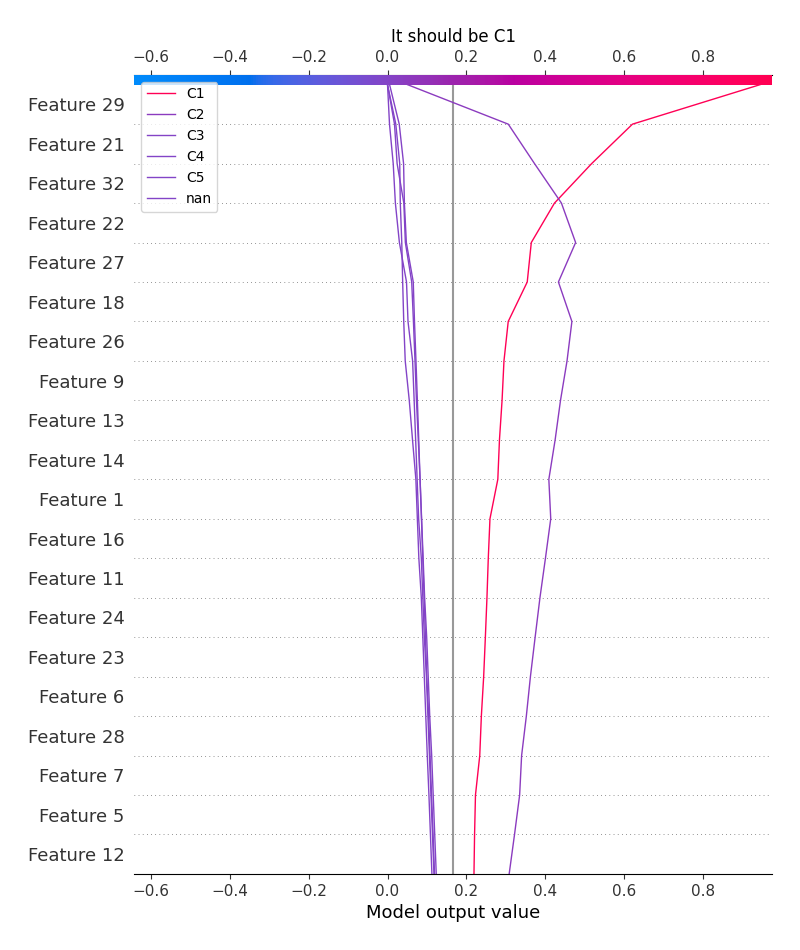 It should be C1
−0.6 −0.4 −0.2 0.0 0.2 0.4 0.6 0.8
C1
C2
C3
C4
C5
nan
Feature 29
Feature 21
Feature 32
Feature 22
Feature 27
Feature 18
Feature 26
Feature 9
Feature 13
Feature 14
Feature 1
Feature 16
Feature 11
Feature 24
Feature 23
Feature 6
Feature 28
Feature 7
Feature 5
Feature 12
−0.6 −0.4 −0.2 0.0 0.2 0.4 0.6 0.8
Model output value